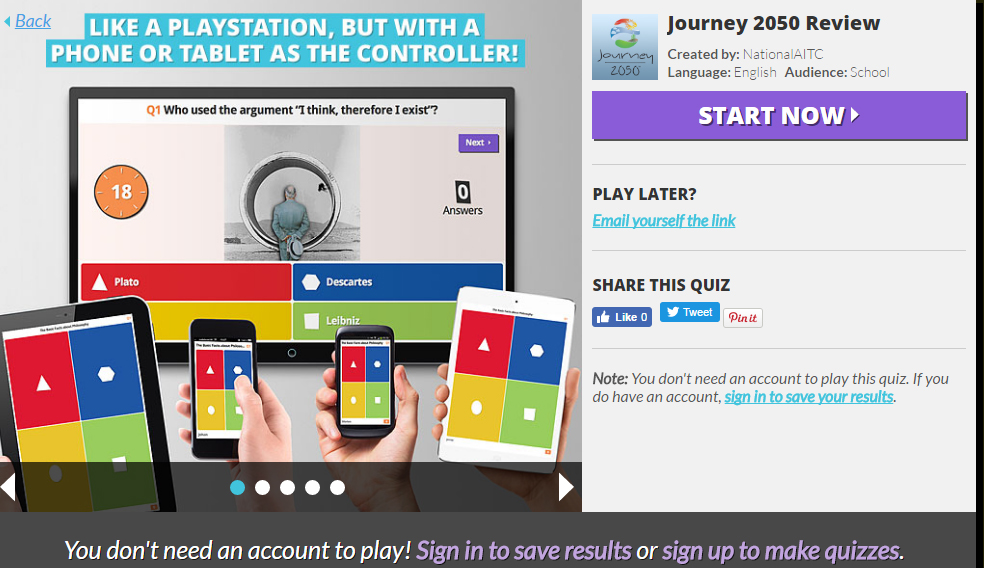 Back
LIKE A PLAYSTATION, BUT WITH A
PHONE OR TABLET AS THE CONTROLLER!
Q1 Who used the argument "I think, therefore I exist"?
Next
18
0
Answers
Plato
Descartes
Leibniz
Journey
2050
Journey 2050 Review
Created by: NationalAITC
Language: English Audience: School
START NOW
PLAY LATER?
Email yourself the link
SHARE THIS QUIZ
Like 0
Tweet
Pin it
Note: You don't need an account to play this quiz. If you
do have an account, sign in to save your results.
You don't need an account to play! Sign in to save results or sign up to make quizzes.